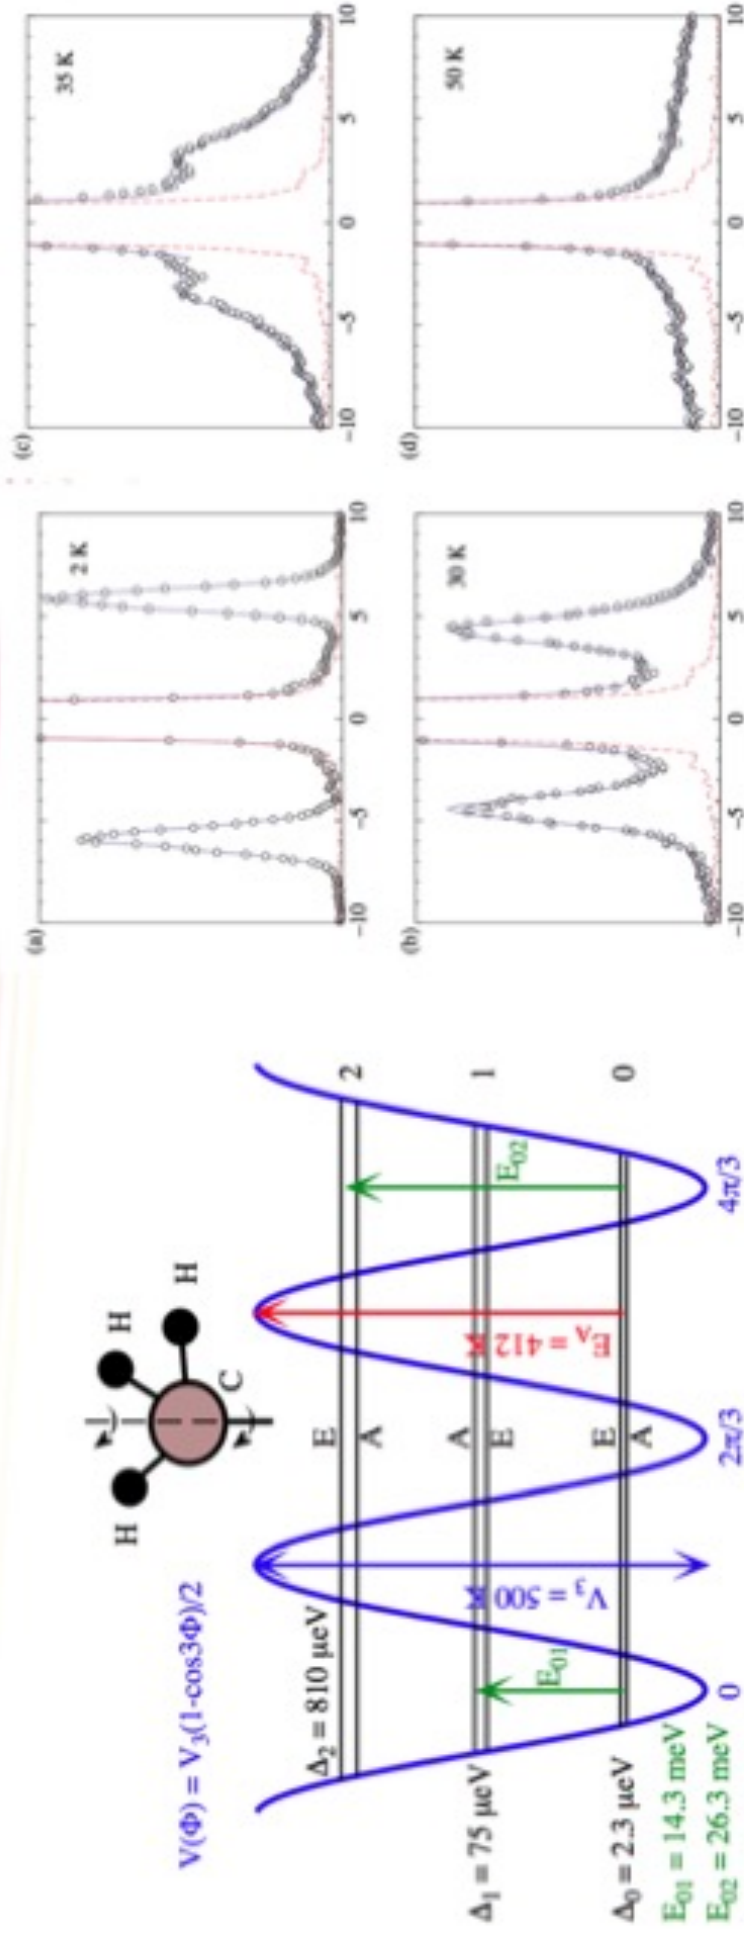 V(Φ) = V₃(1-cos3Φ)/2
H
H
H
C
Δ₂ = 810 μeV
E
A
2
Δ₁ = 75 μeV
A
E
1
Δ₀ = 2.3 μeV
E
A
0
E₀₁
V₃ = 500 K
E_A = 412 K
E₀₂
E₀₁ = 14.3 meV
E₀₂ = 26.3 meV
0
2π/3
4π/3
(a)
2 K
-10
-5
0
5
10
(b)
30 K
-10
-5
0
5
10
(c)
35 K
-10
-5
0
5
10
(d)
50 K
-10
-5
0
5
10